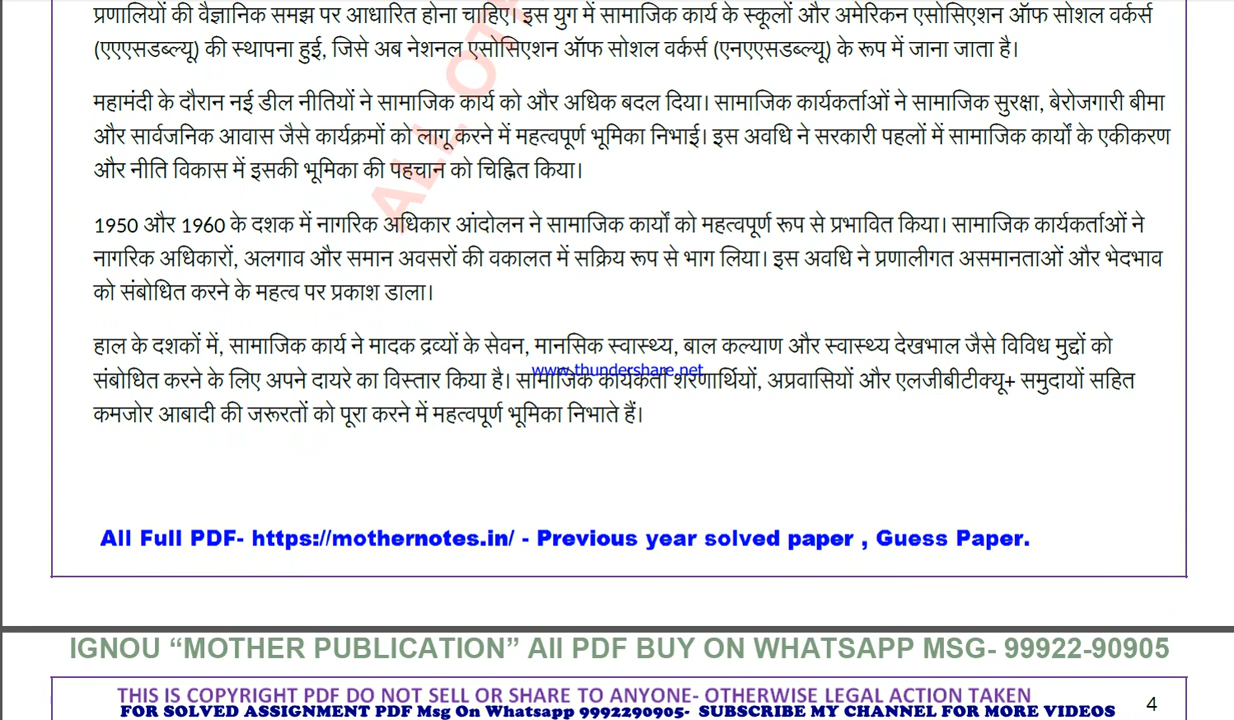 प्रणालियों की वैज्ञानिक समझ पर आधारित होना चाहिए। इस युग में सामाजिक कार्य के स्कूलों और अमेरिकन एसोसिएशन ऑफ सोशल वर्कर्स
(एएएसडब्ल्यू) की स्थापना हुई, जिसे अब नेशनल एसोसिएशन ऑफ सोशल वर्कर्स (एनएएसडब्ल्यू) के रूप में जाना जाता है।
महामंदी के दौरान नई डील नीतियों ने सामाजिक कार्य को और अधिक बदल दिया। सामाजिक कार्यकर्ताओं ने सामाजिक सुरक्षा, बेरोजगारी बीमा
और सार्वजनिक आवास जैसे कार्यक्रमों को लागू करने में महत्वपूर्ण भूमिका निभाई। इस अवधि ने सरकारी पहलों में सामाजिक कार्यों के एकीकरण
और नीति विकास में इसकी भूमिका की पहचान को चिह्नित किया।
ALL OT
1950 और 1960 के दशक में नागरिक अधिकार आंदोलन ने सामाजिक कार्यों को महत्वपूर्ण रूप से प्रभावित किया। सामाजिक कार्यकर्ताओं ने
नागरिक अधिकारों, अलगाव और समान अवसरों की वकालत में सक्रिय रूप से भाग लिया। इस अवधि ने प्रणालीगत असमानताओं और भेदभाव
को संबोधित करने के महत्व पर प्रकाश डाला।
हाल के दशकों में, सामाजिक कार्य ने मादक द्रव्यों के सेवन, मानसिक स्वास्थ्य, बाल कल्याण और स्वास्थ्य देखभाल जैसे विविध मुद्दों को
www.thundershare.net
संबोधित करने के लिए अपने दायरे का विस्तार किया है। सामाजिक कार्यकर्ता शरणार्थियों, अप्रवासियों और एलजीबीटीक्यू+ समुदायों सहित
कमजोर आबादी की जरूरतों को पूरा करने में महत्वपूर्ण भूमिका निभाते हैं।
All Full PDF- https://mothernotes.in/ - Previous year solved paper , Guess Paper.
IGNOU “MOTHER PUBLICATION” All PDF BUY ON WHATSAPP MSG- 99922-90905
THIS IS COPYRIGHT PDF DO NOT SELL OR SHARE TO ANYONE- OTHERWISE LEGAL ACTION TAKEN
4
FOR SOLVED ASSIGNMENT PDF Msg On Whatsapp 9992290905- SUBSCRIBE MY CHANNEL FOR MORE VIDEOS